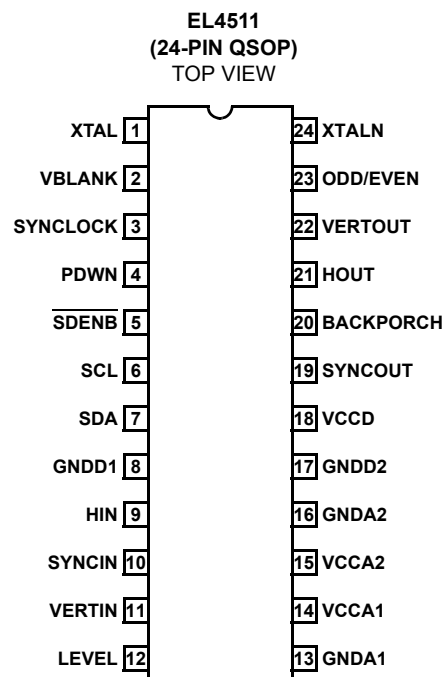 EL4511
(24-PIN QSOP)
TOP VIEW
XTAL 1 24 XTALN
VBLANK 2 23 ODD/EVEN
SYNCLOCK 3 22 VERTOUT
PDWN 4 21 HOUT
SDENB 5 20 BACKPORCH
SCL 6 19 SYNCOUT
SDA 7 18 VCCD
GNDD1 8 17 GNDD2
HIN 9 16 GNDA2
SYNCIN 10 15 VCCA2
VERTIN 11 14 VCCA1
LEVEL 12 13 GNDA1